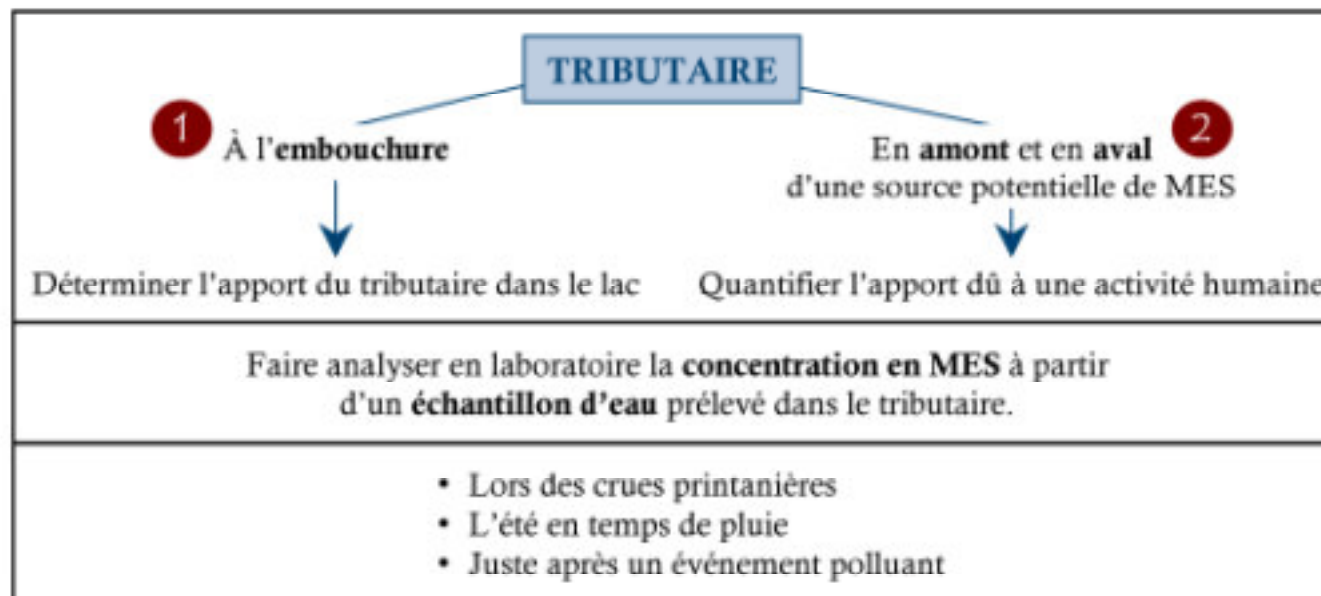 TRIBUTAIRE
1
À l'embouchure
2
En amont et en aval
d'une source potentielle de MES
Déterminer l'apport du tributaire dans le lac
Quantifier l'apport dû à une activité humaine
Faire analyser en laboratoire la concentration en MES à partir
d'un échantillon d'eau prélevé dans le tributaire.
• Lors des crues printanières
• L'été en temps de pluie
• Juste après un événement polluant